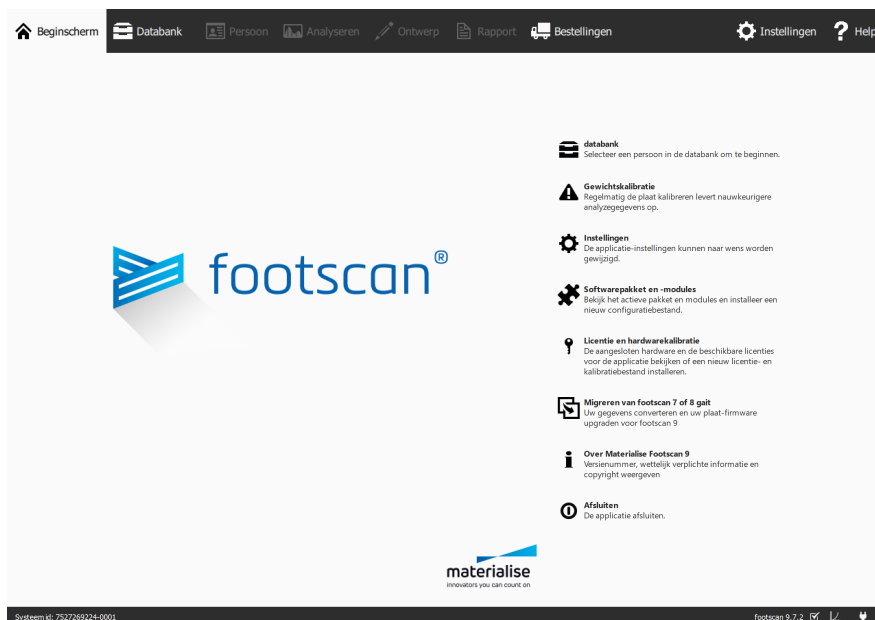 Beginscherm Databank Persoon Analyseren Ontwerp Rapport Bestellingen Instellingen Help
databank
Selecteer een persoon in de databank om te beginnen.
Gewichtskalibratie
Regelmatig de plaat kalibreren levert nauwkeurigere
analyzegegevens op.
Instellingen
De applicatie-instellingen kunnen naar wens worden
gewijzigd.
footscan®
Softwarepakket en -modules
Bekijk het actieve pakket en modules en installeer een
nieuw configuratiebestand.
Licentie en hardwarekalibratie
De aangesloten hardware en de beschikbare licenties
voor de applicatie bekijken of een nieuw licentie- en
kalibratiebestand installeren.
Migreren van footscan 7 of 8 gait
Uw gegevens converteren en uw plaat-firmware
upgraden voor footscan 9
Over Materialise Footscan 9
Versienummer, wettelijk verplichte informatie en
copyright weergeven
Afsluiten
De applicatie afsluiten.
materialise
innovators you can count on
Systeem id: 7527269224-0001 footscan 9.7.2